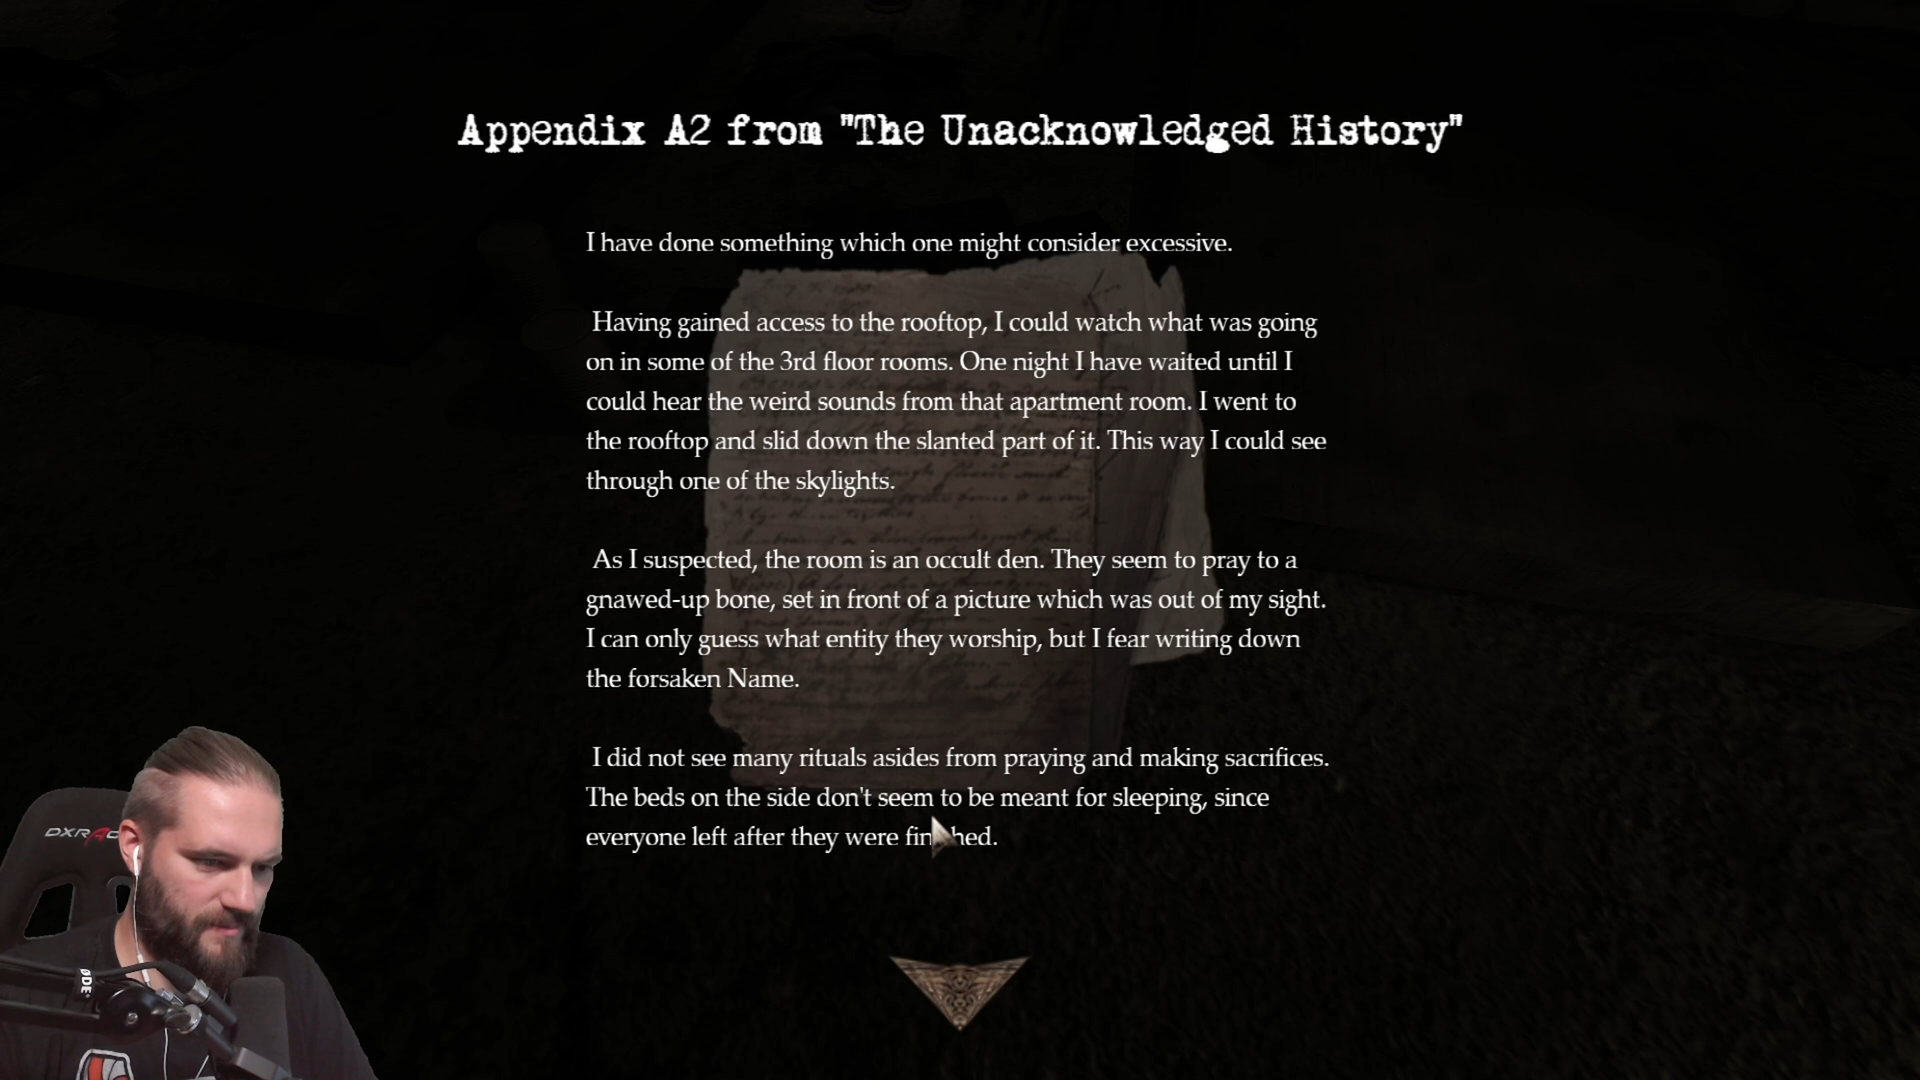 Appendix A2 from "The Unacknowledged History"
I have done something which one might consider excessive.
Having gained access to the rooftop, I could watch what was going
on in some of the 3rd floor rooms. One night I have waited until I
could hear the weird sounds from that apartment room. I went to
the rooftop and slid down the slanted part of it. This way I could see
through one of the skylights.
As I suspected, the room is an occult den. They seem to pray to a
gnawed-up bone, set in front of a picture which was out of my sight.
I can only guess what entity they worship, but I fear writing down
the forsaken Name.
I did not see many rituals asides from praying and making sacrifices.
The beds on the side don't seem to be meant for sleeping, since
everyone left after they were finished.